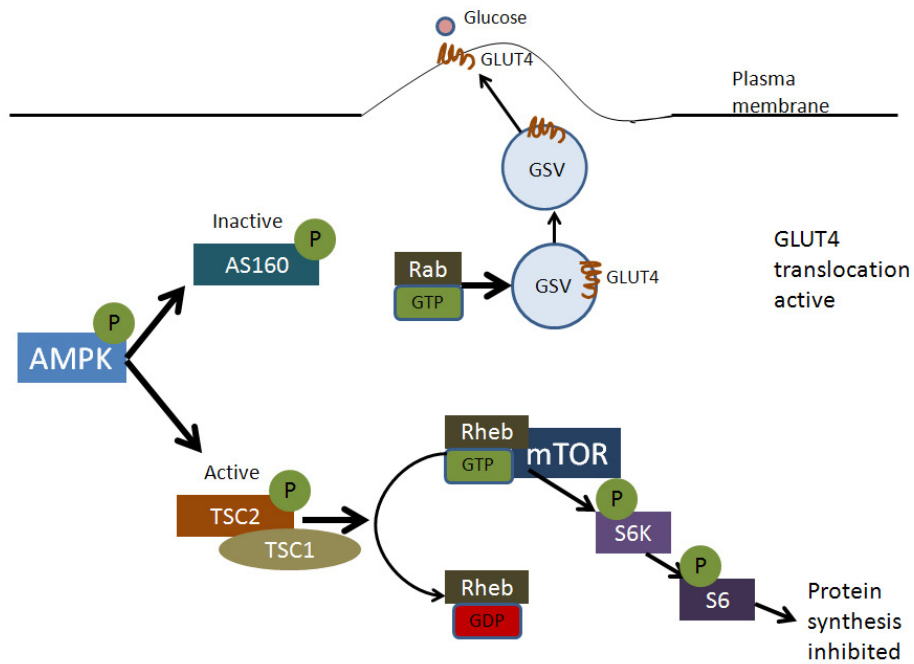 Glucose
GLUT4
Plasma
membrane
GSV
Inactive
P
AS160
Rab
GTP
GSV
GLUT4
GLUT4
translocation
active
P
AMPK
Active
P
TSC2
TSC1
Rheb
GTP
mTOR
P
S6K
P
S6
Rheb
GDP
Protein
synthesis
inhibited